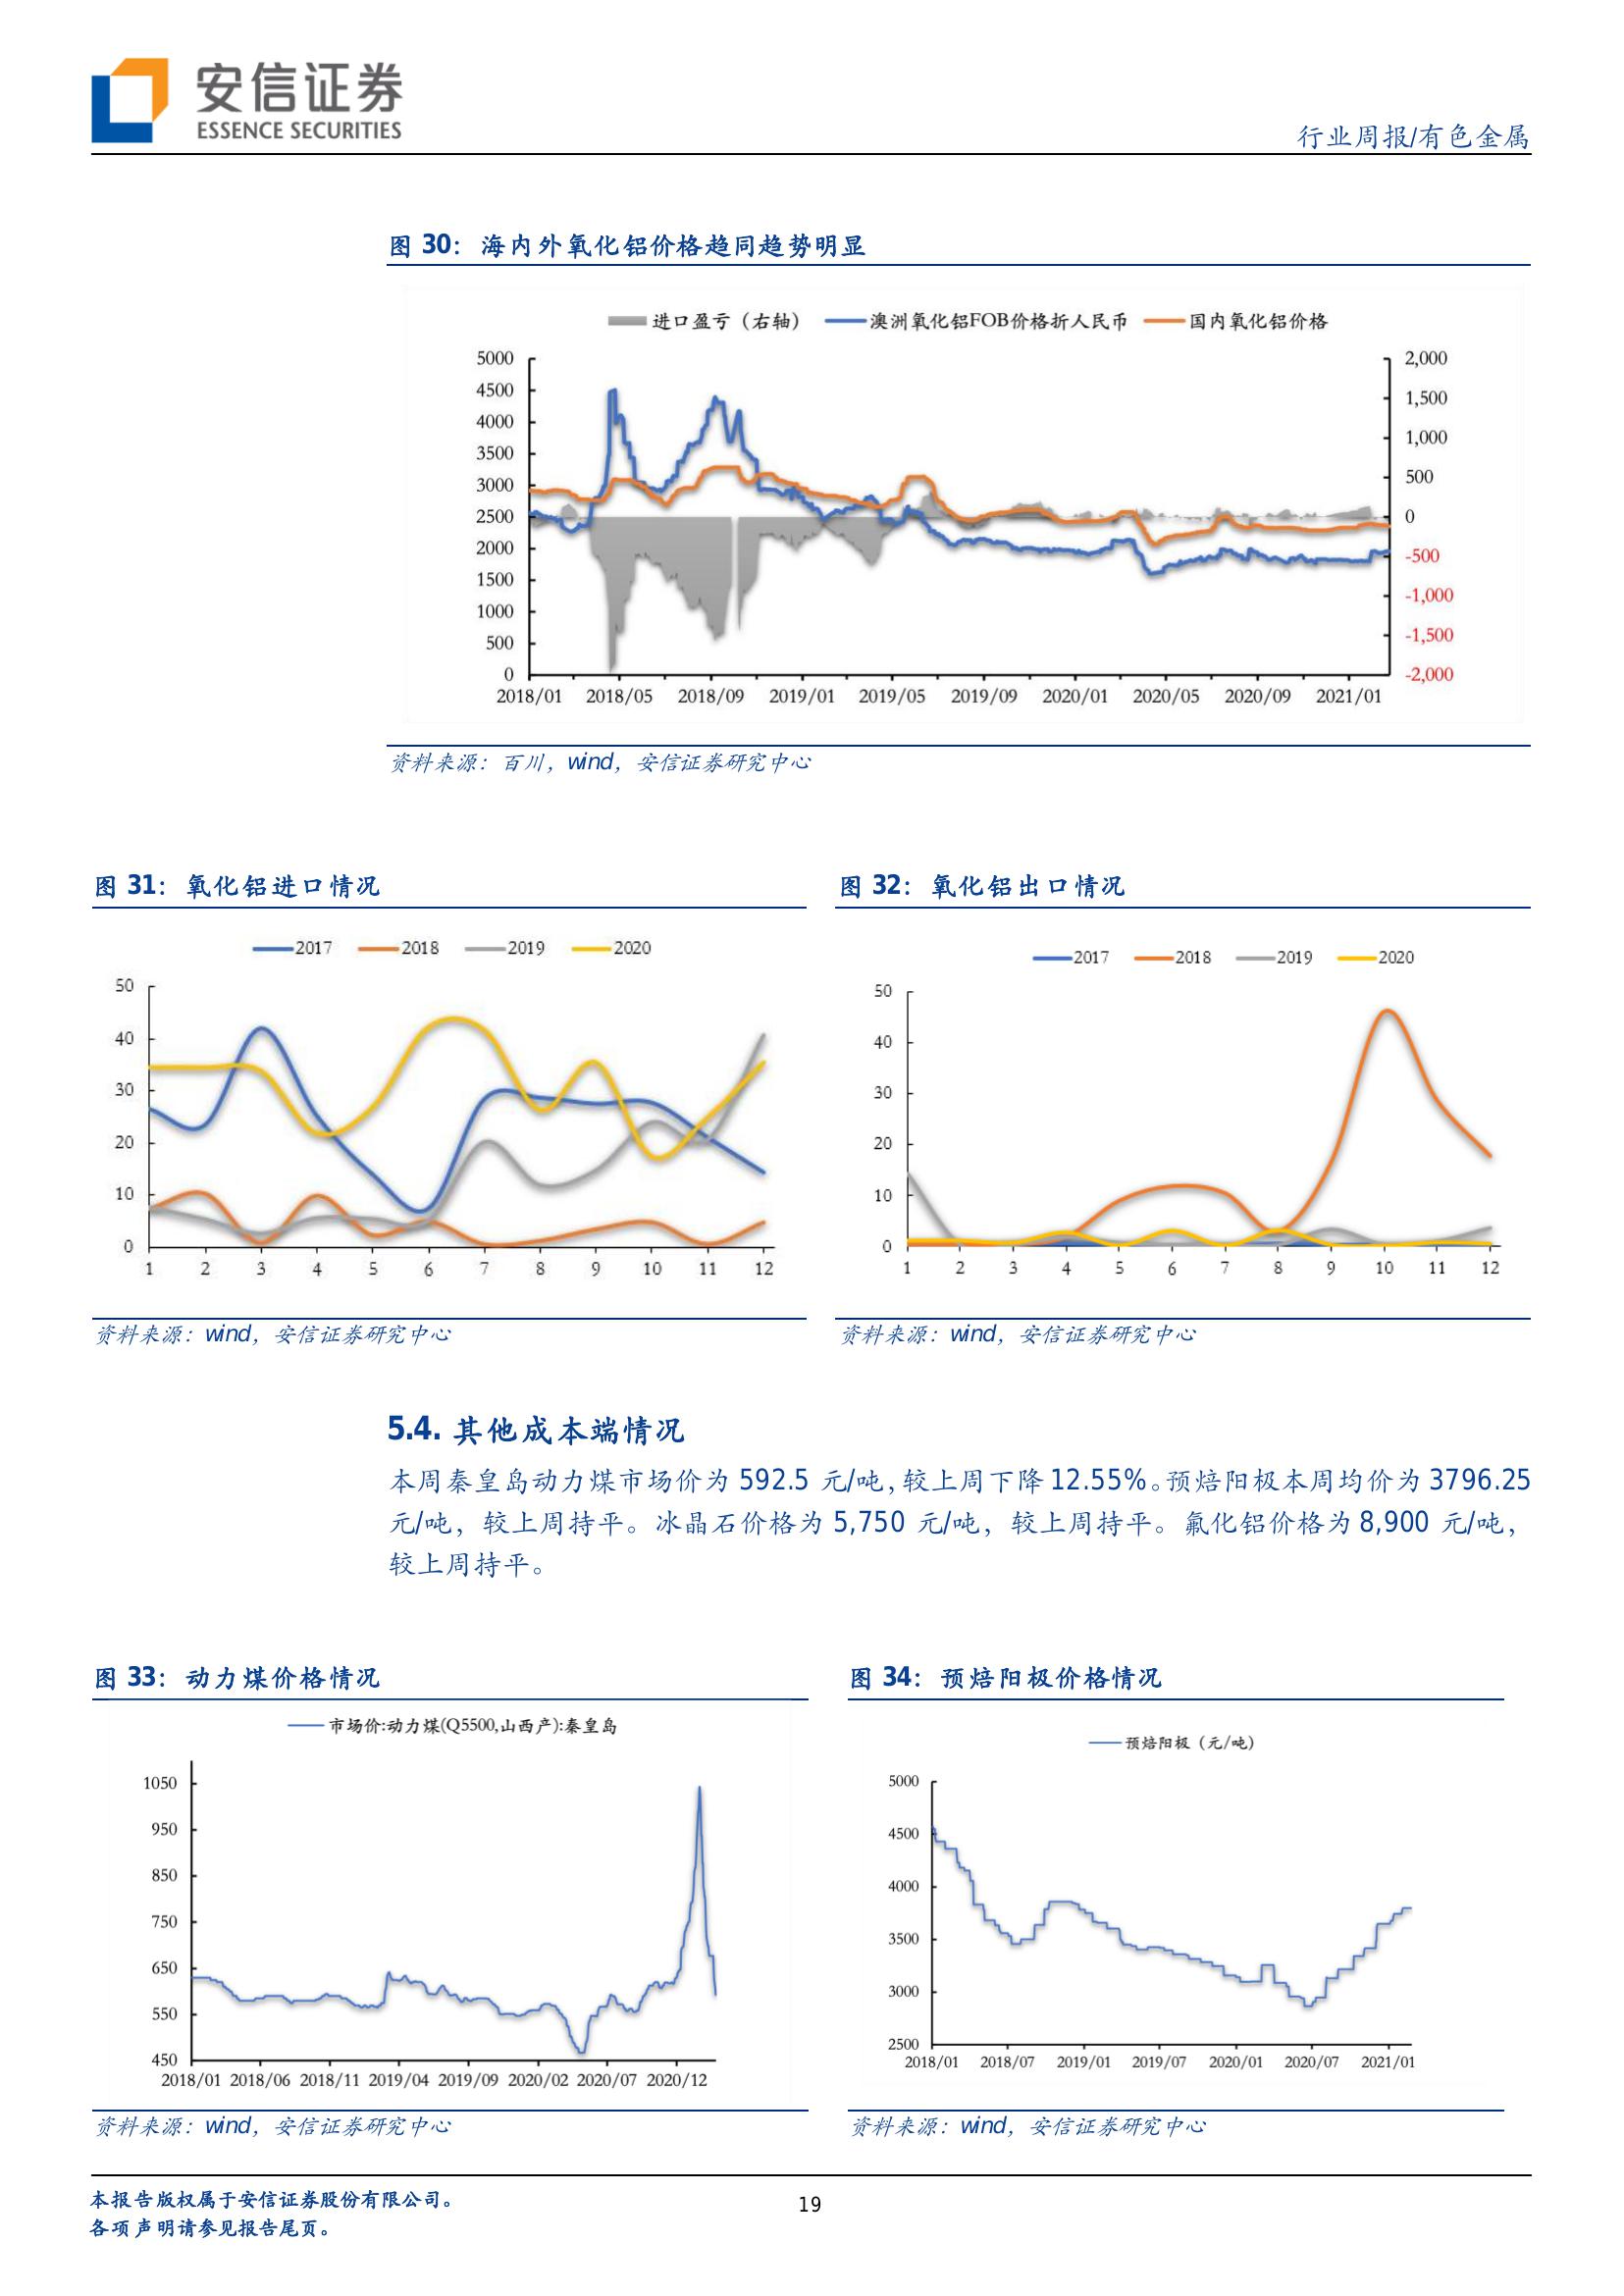 安信证券
ESSENCE SECURITIES
行业周报/有色金属
图 30：海内外氧化铝价格趋同趋势明显
进口盈亏（右轴） 澳洲氧化铝FOB价格折人民币 国内氧化铝价格
5000 2,000
4500 1,500
4000 1,000
3500 500
3000 0
2500 -500
2000 -1,000
1500 -1,500
1000 -2,000
500
0
2018/01 2018/05 2018/09 2019/01 2019/05 2019/09 2020/01 2020/05 2020/09 2021/01
资料来源：百川，wind，安信证券研究中心
图 31：氧化铝进口情况
2017 2018 2019 2020
50
40
30
20
10
0
1 2 3 4 5 6 7 8 9 10 11 12
资料来源：wind，安信证券研究中心
图 32：氧化铝出口情况
2017 2018 2019 2020
50
40
30
20
10
0
1 2 3 4 5 6 7 8 9 10 11 12
资料来源：wind，安信证券研究中心
5.4. 其他成本端情况
本周秦皇岛动力煤市场价为 592.5 元/吨，较上周下降 12.55%。预焙阳极本周均价为 3796.25
元/吨，较上周持平。冰晶石价格为 5,750 元/吨，较上周持平。氟化铝价格为 8,900 元/吨，
较上周持平。
图 33：动力煤价格情况
市场价:动力煤(Q5500,山西产):秦皇岛
1050
950
850
750
650
550
450
2018/01 2018/06 2018/11 2019/04 2019/09 2020/02 2020/07 2020/12
资料来源：wind，安信证券研究中心
图 34：预焙阳极价格情况
预焙阳极（元/吨）
5000
4500
4000
3500
3000
2500
2018/01 2018/07 2019/01 2019/07 2020/01 2020/07 2021/01
资料来源：wind，安信证券研究中心
本报告版权属于安信证券股份有限公司。
各项声明请参见报告尾页。
19